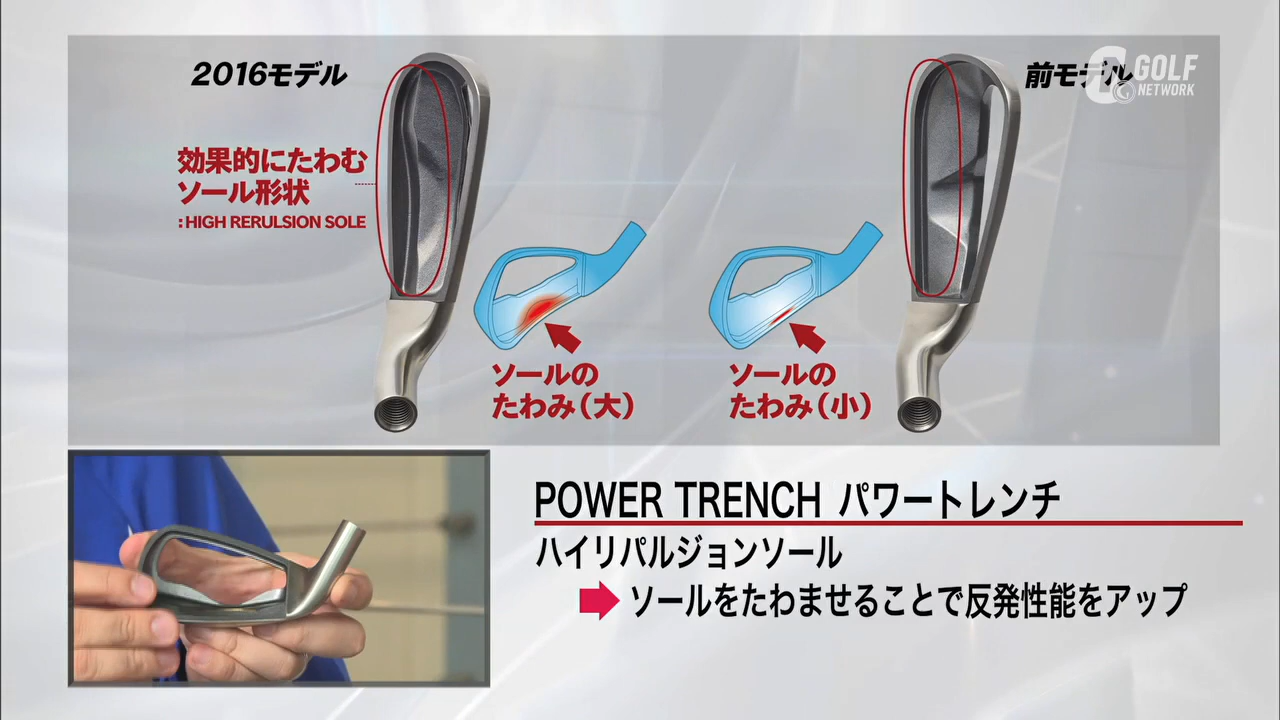 2016モデル
前モデル
GOLF
NETWORK
効果的にたわむ
ソール形状
:HIGH RERULSION SOLE
ソールの
たわみ(大)
ソールの
たわみ(小)
POWER TRENCH パワートレンチ
ハイリパルジョンソール
ソールをたわませることで反発性能をアップ